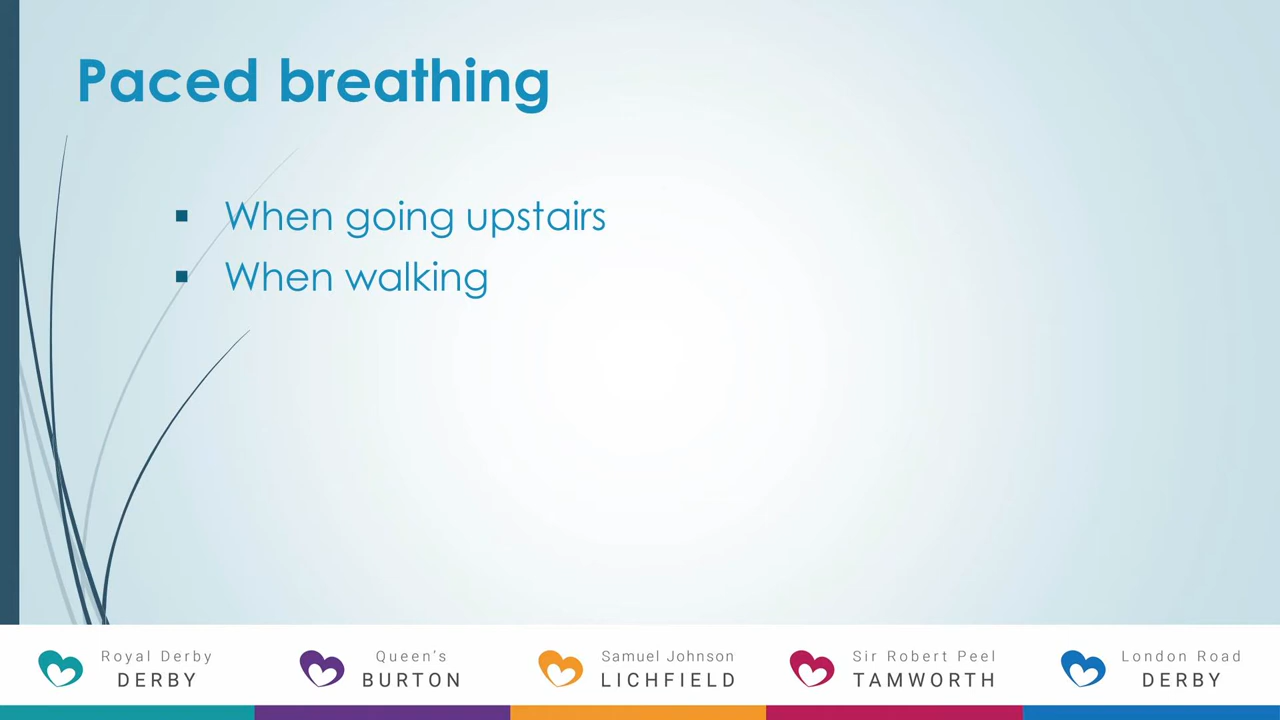 Paced breathing
When going upstairs
When walking
Royal Derby
DERBY
Queen's
BURTON
Samuel Johnson
LICHFIELD
Sir Robert Peel
TAMWORTH
London Road
DERBY